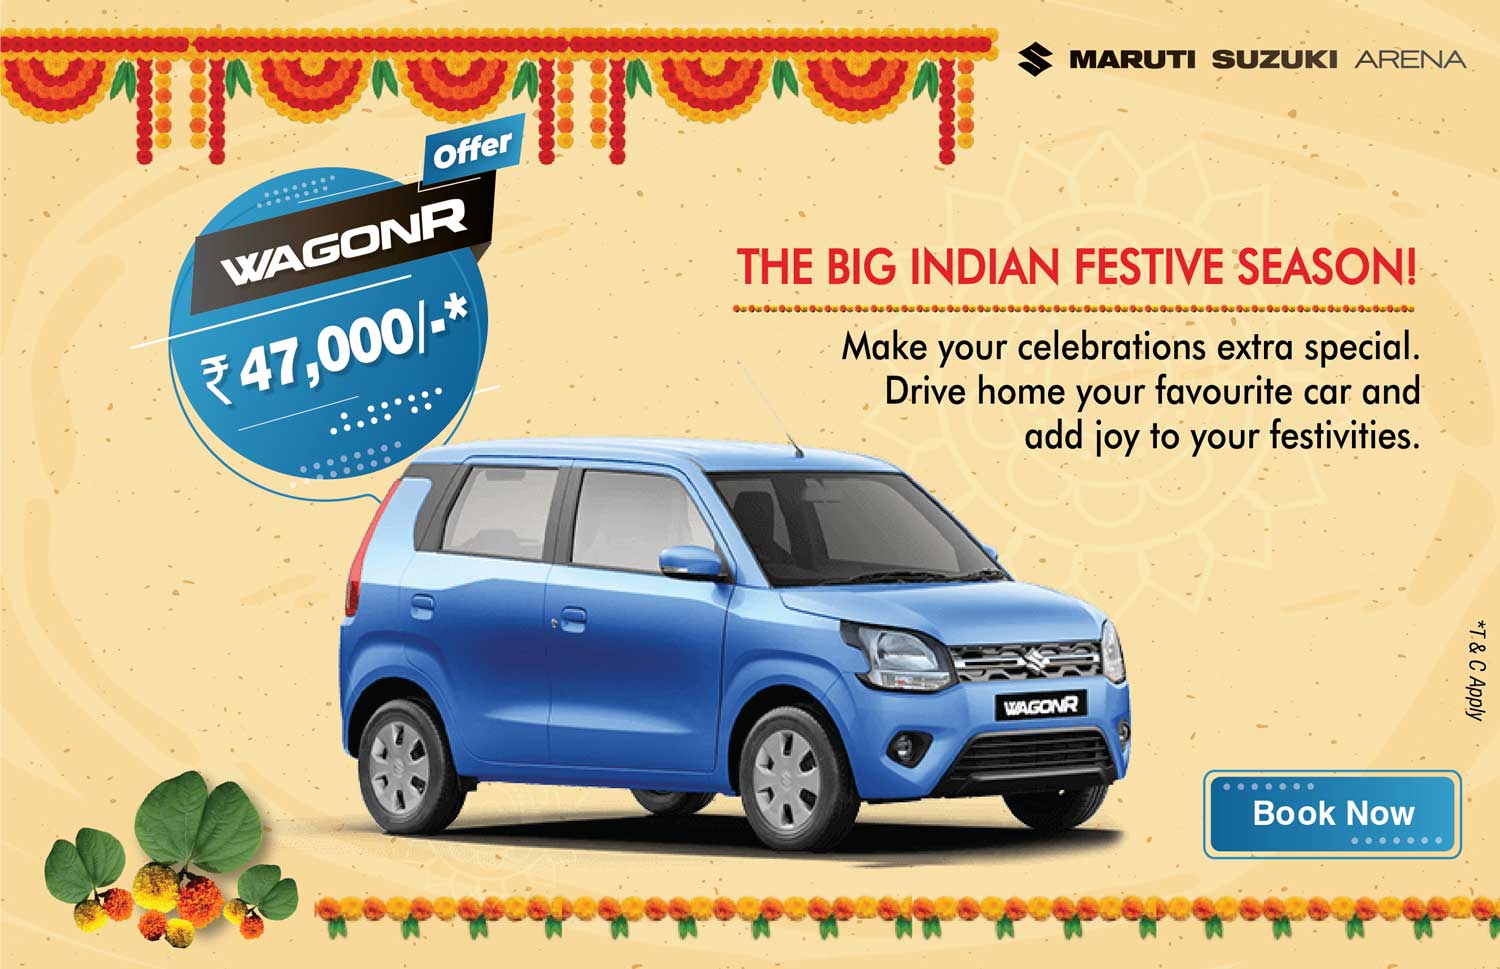 MARUTI SUZUKI ARENA
Offer
WAGONR
₹ 47,000/-*
THE BIG INDIAN FESTIVE SEASON!
Make your celebrations extra special.
Drive home your favourite car and
add joy to your festivities.
WAGONR
*T & C Apply
Book Now